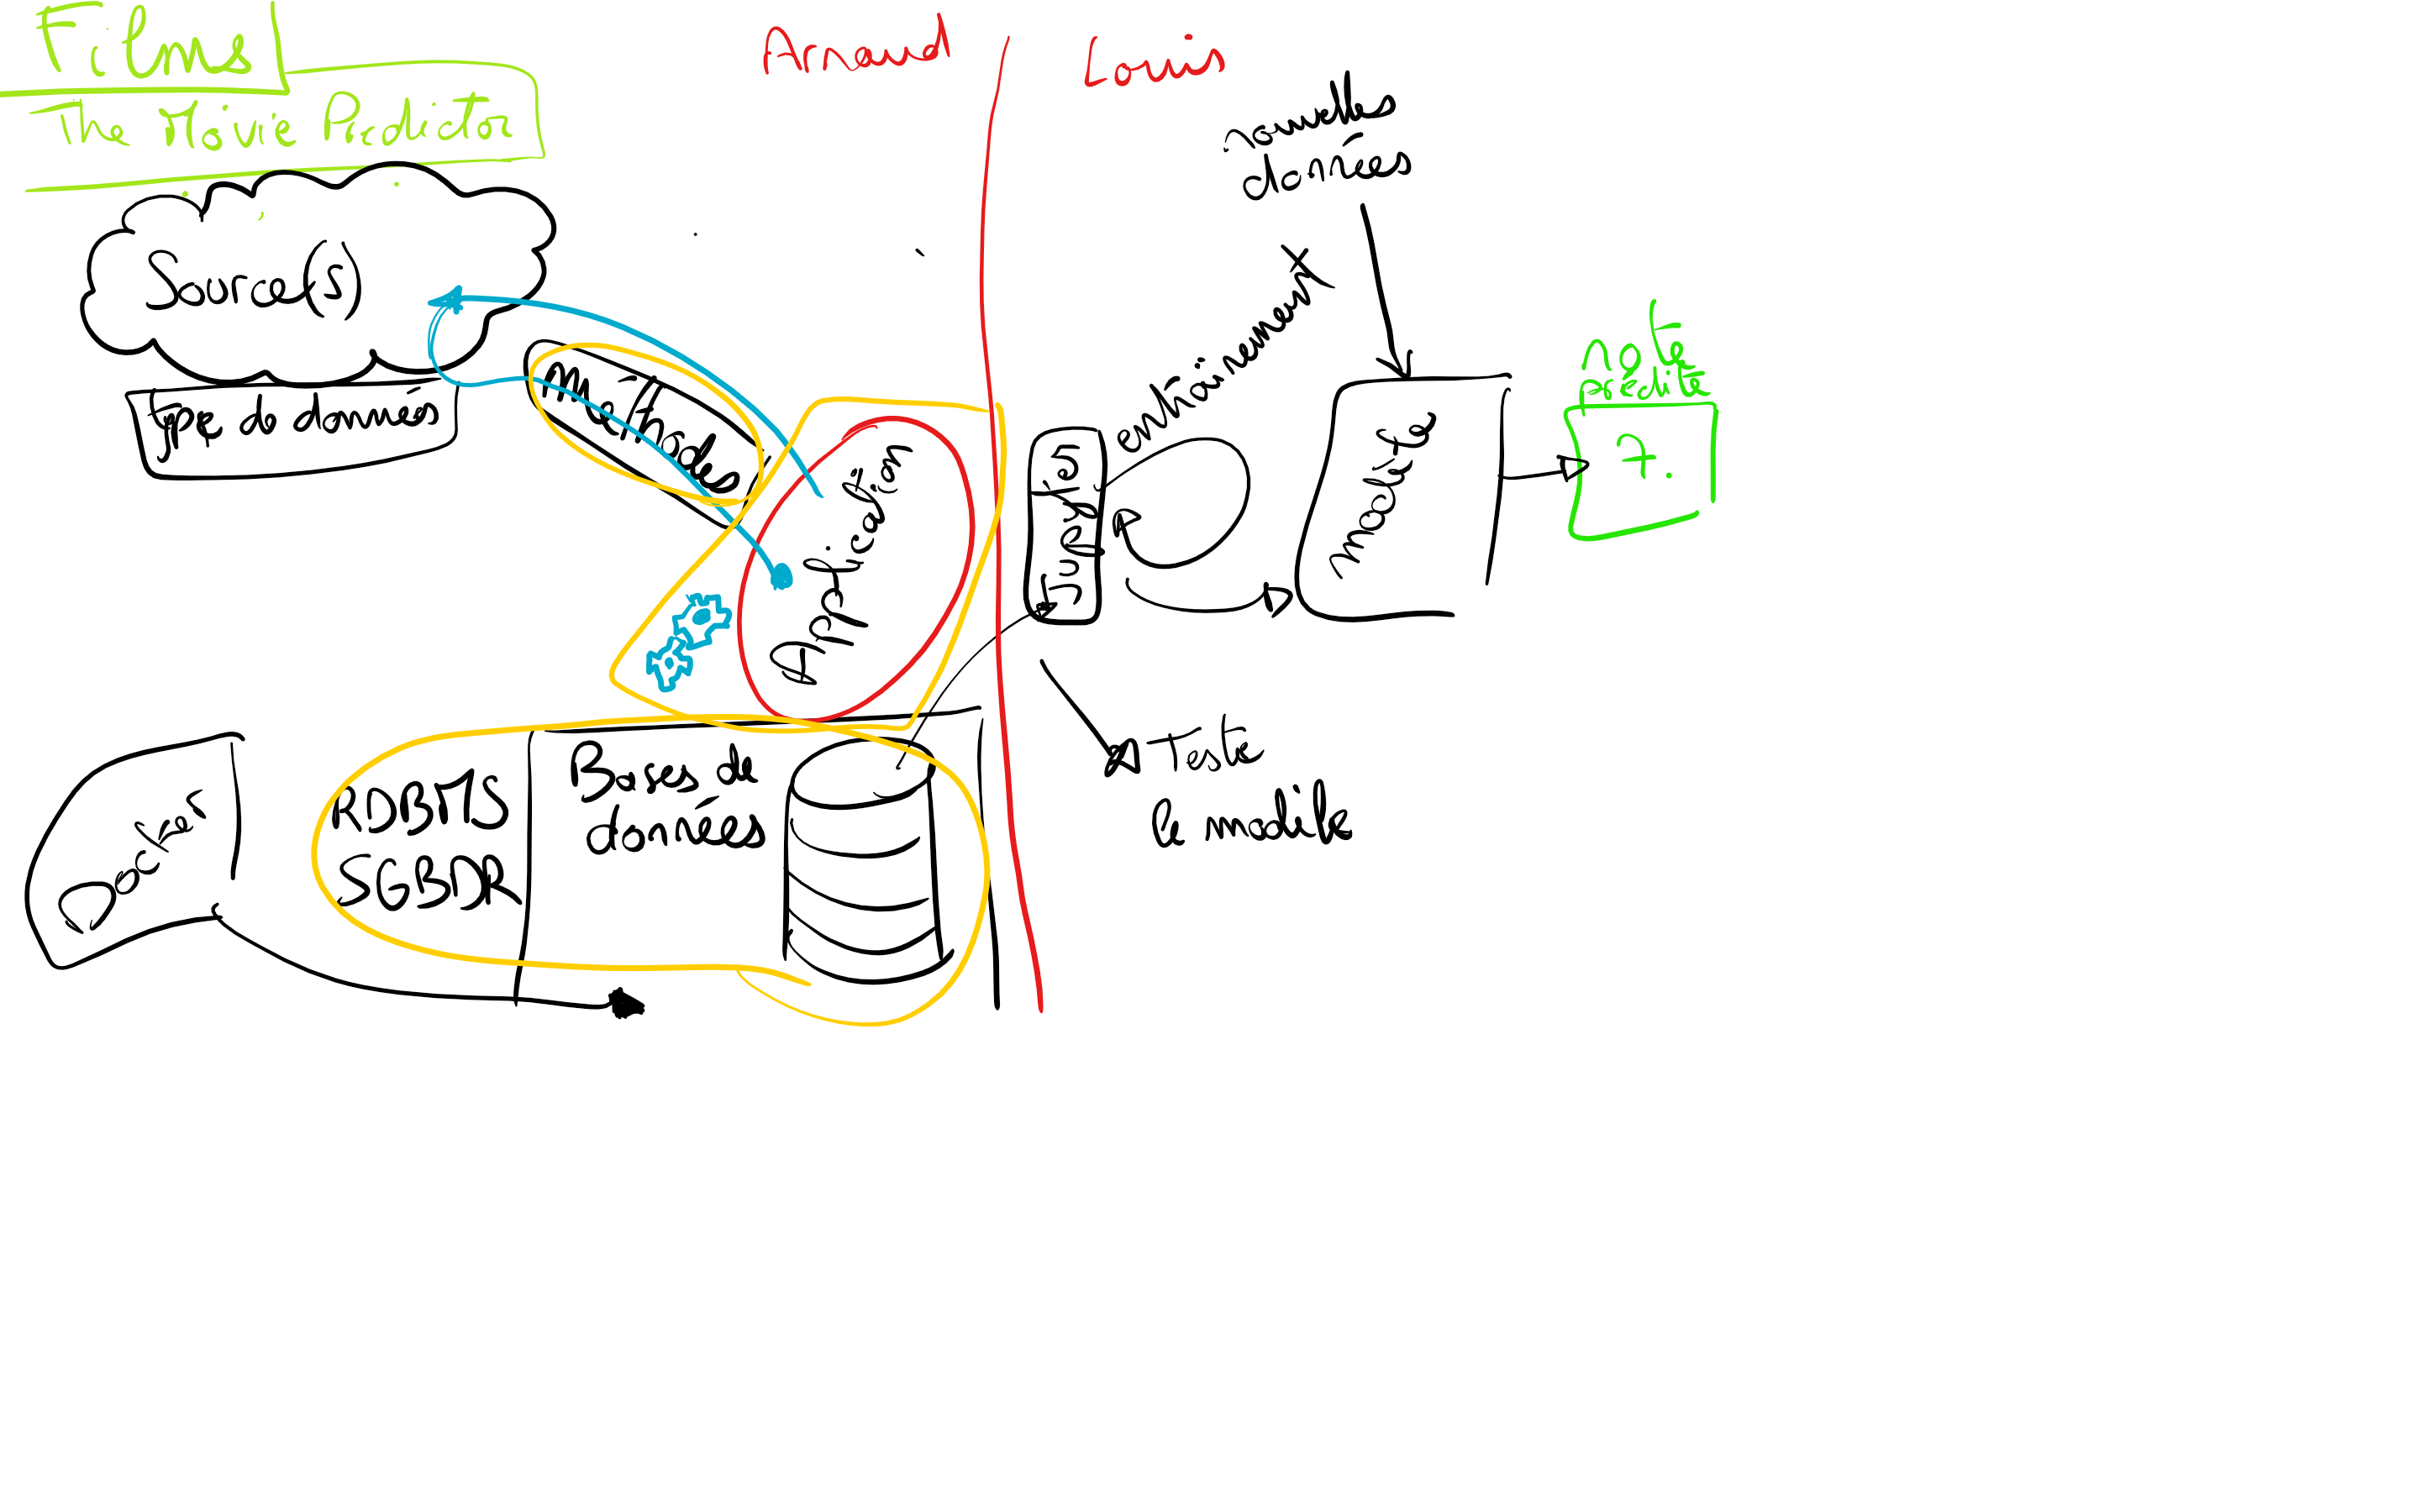 Films
The Movie Predictor
Arnaud
Louis
Nouvelles
données
Source(s)
Type de données
Méthodes
Application
entraînement
modèle
note
prédite
7.
RDBMS
SGBDR
Bases de
données
Docker
Teste
le modèle